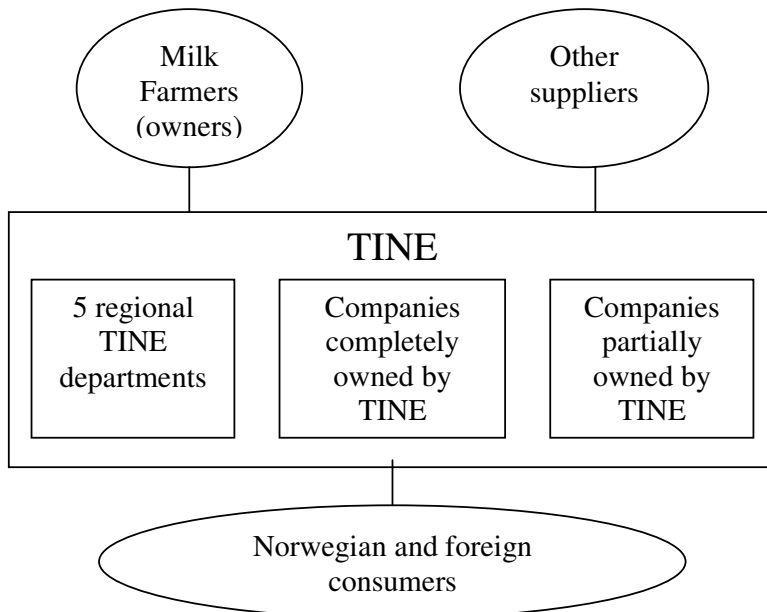 Milk
Farmers
(owners)
Other
suppliers
TINE
5 regional
TINE
departments
Companies
completely
owned by
TINE
Companies
partially
owned by
TINE
Norwegian and foreign
consumers